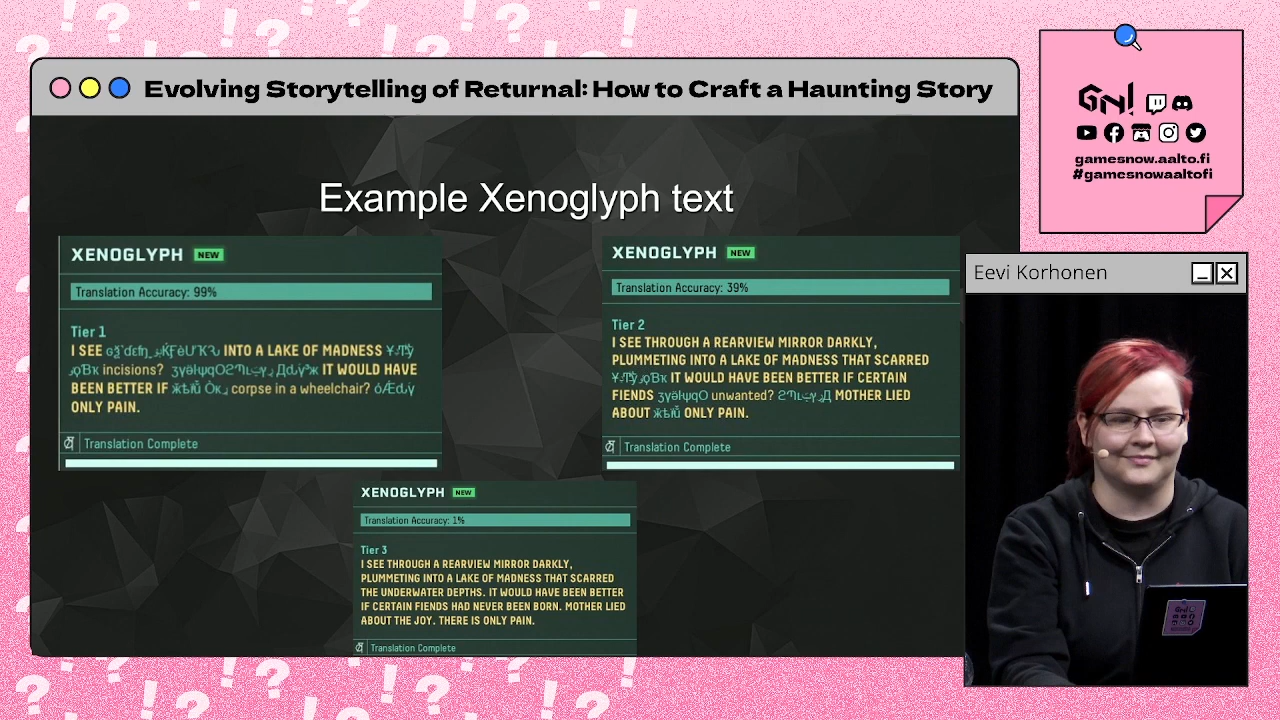 Evolving Storytelling of Returnal: How to Craft a Haunting Story
GN!
gamesnow.aalto.fi
#gamesnowaaltofi
Eevi Korhonen
Example Xenoglyph text
XENOGLYPH NEW
Translation Accuracy: 99%
Tier 1
I SEE INTO A LAKE OF MADNESS
incisions? IT WOULD HAVE
BEEN BETTER IF corpse in a wheelchair?
ONLY PAIN.
Translation Complete
XENOGLYPH NEW
Translation Accuracy: 39%
Tier 2
I SEE THROUGH A REARVIEW MIRROR DARKLY,
PLUMMETING INTO A LAKE OF MADNESS THAT SCARRED
IT WOULD HAVE BEEN BETTER IF CERTAIN
FIENDS unwanted? MOTHER LIED
ABOUT ONLY PAIN.
Translation Complete
XENOGLYPH NEW
Translation Accuracy: 1%
Tier 3
I SEE THROUGH A REARVIEW MIRROR DARKLY,
PLUMMETING INTO A LAKE OF MADNESS THAT SCARRED
THE UNDERWATER DEPTHS. IT WOULD HAVE BEEN BETTER
IF CERTAIN FIENDS HAD NEVER BEEN BORN. MOTHER LIED
ABOUT THE JOY. THERE IS ONLY PAIN.
Translation Complete